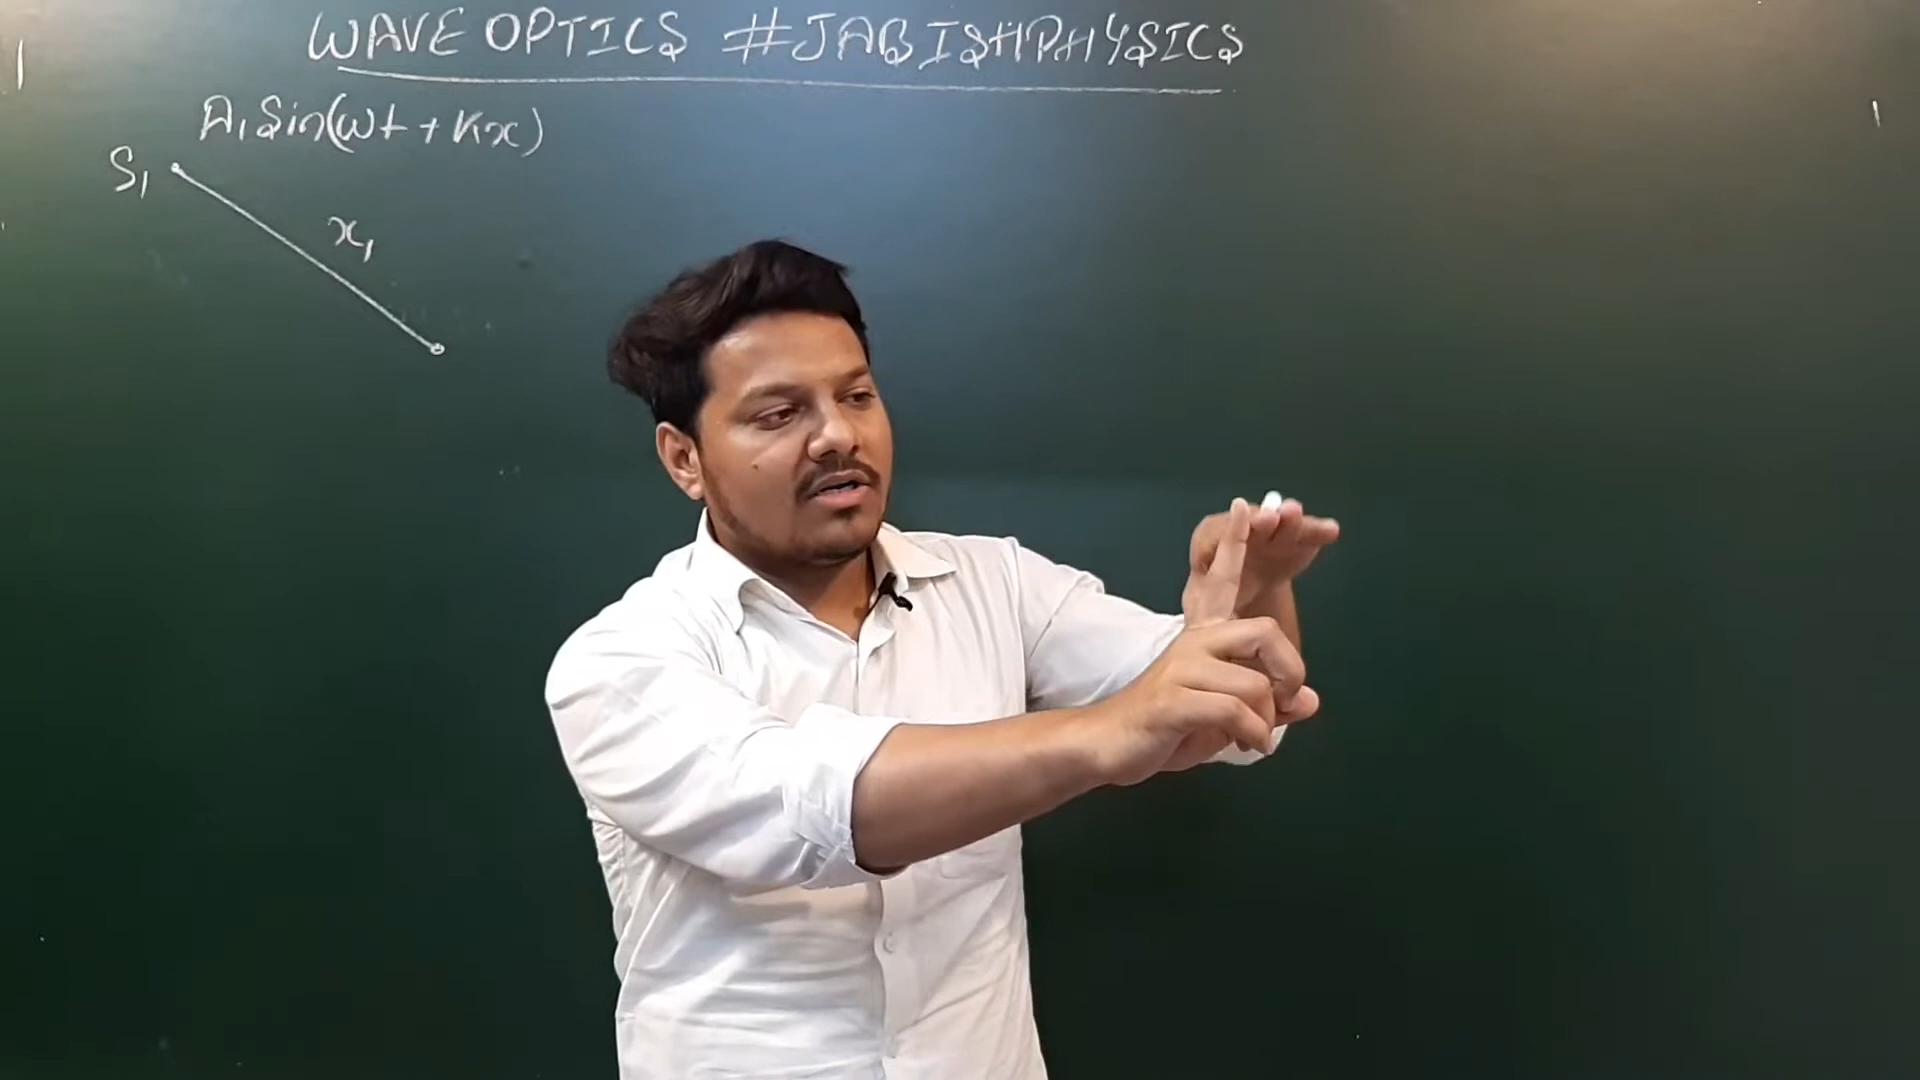 WAVE OPTICS #JABISHPHYSICS
A₁ Sin(ωt + Kx)
S₁
x₁